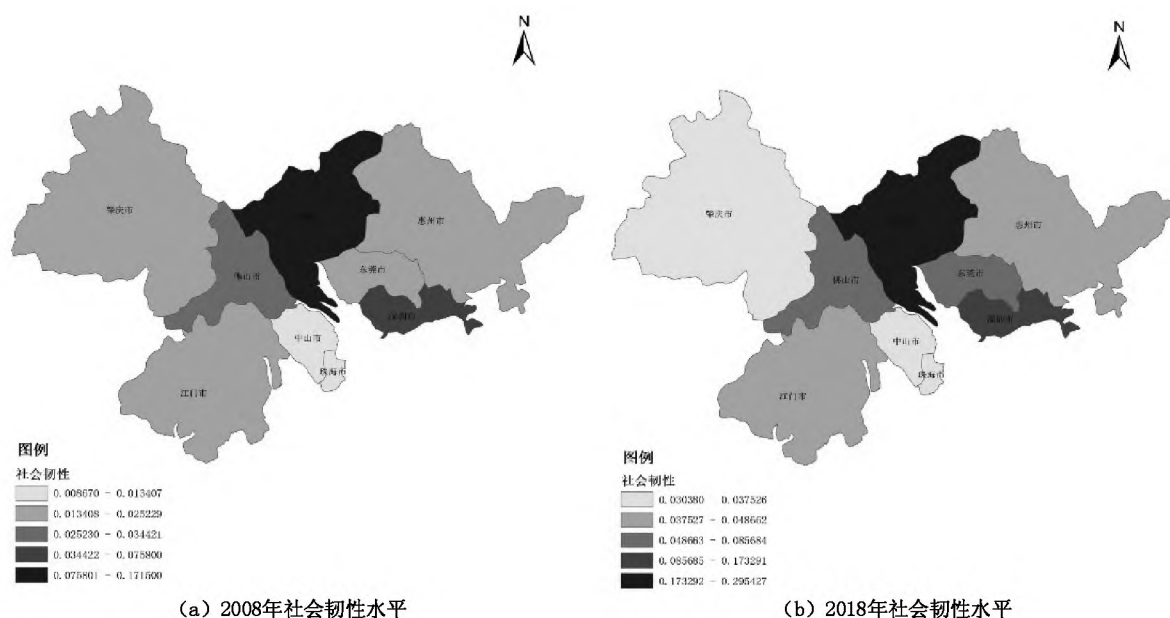 N
肇庆市
惠州市
佛山市
东莞市
深圳市
中山市
珠海市
江门市
图例
社会韧性
0.008670 - 0.013407
0.013408 - 0.025229
0.025230 - 0.034421
0.034422 - 0.075800
0.075801 - 0.171500
(a) 2008年社会韧性水平
N
肇庆市
惠州市
佛山市
东莞市
深圳市
中山市
珠海市
江门市
图例
社会韧性
0.030380 0.037526
0.037527 - 0.048662
0.048663 - 0.085684
0.085685 - 0.173291
0.173292 - 0.295427
(b) 2018年社会韧性水平